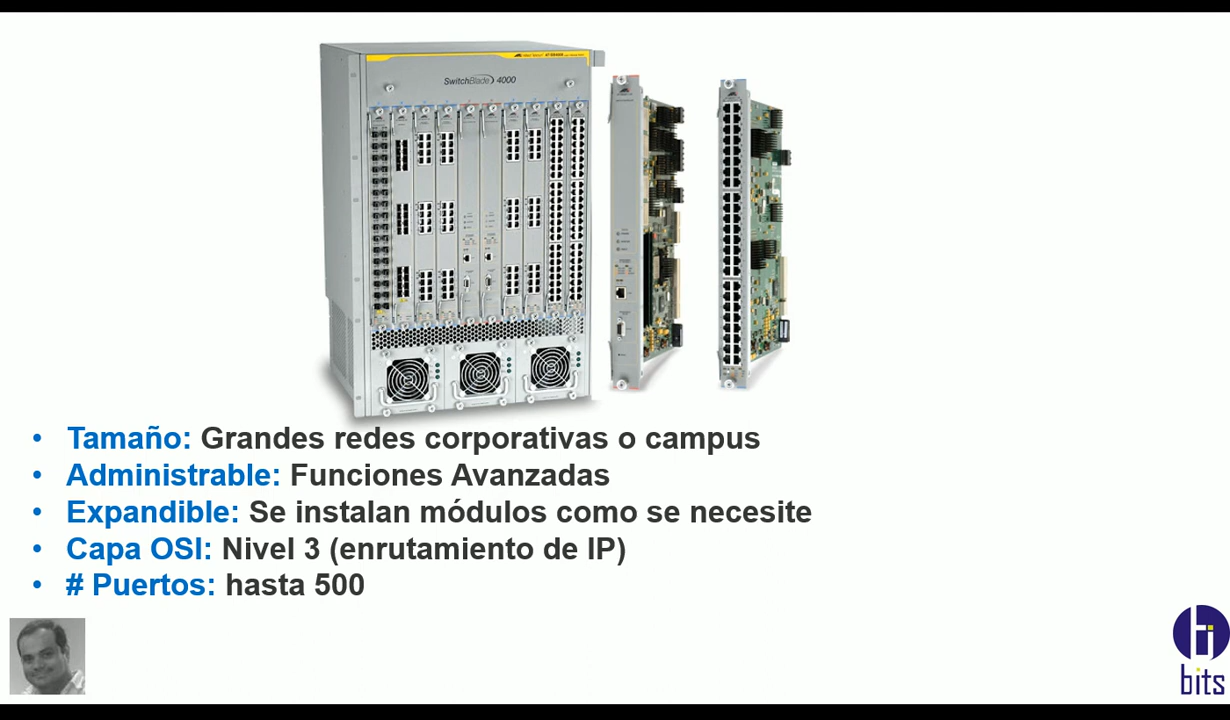 SwitchBlade 4000
• Tamaño: Grandes redes corporativas o campus
• Administrable: Funciones Avanzadas
• Expandible: Se instalan módulos como se necesite
• Capa OSI: Nivel 3 (enrutamiento de IP)
• # Puertos: hasta 500
bits